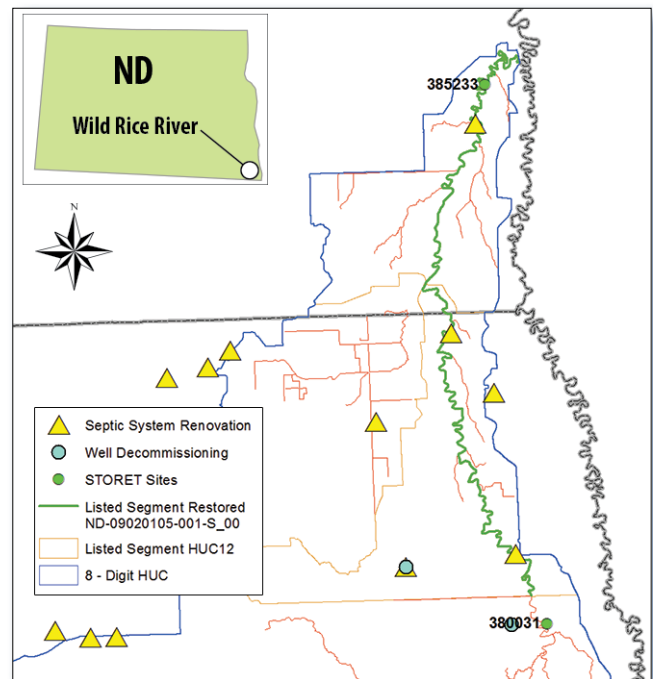 ND
Wild Rice River
385233
N
Septic System Renovation
Well Decommissioning
STORET Sites
Listed Segment Restored
ND-09020105-001-S_00
Listed Segment HUC12
8 - Digit HUC
380031